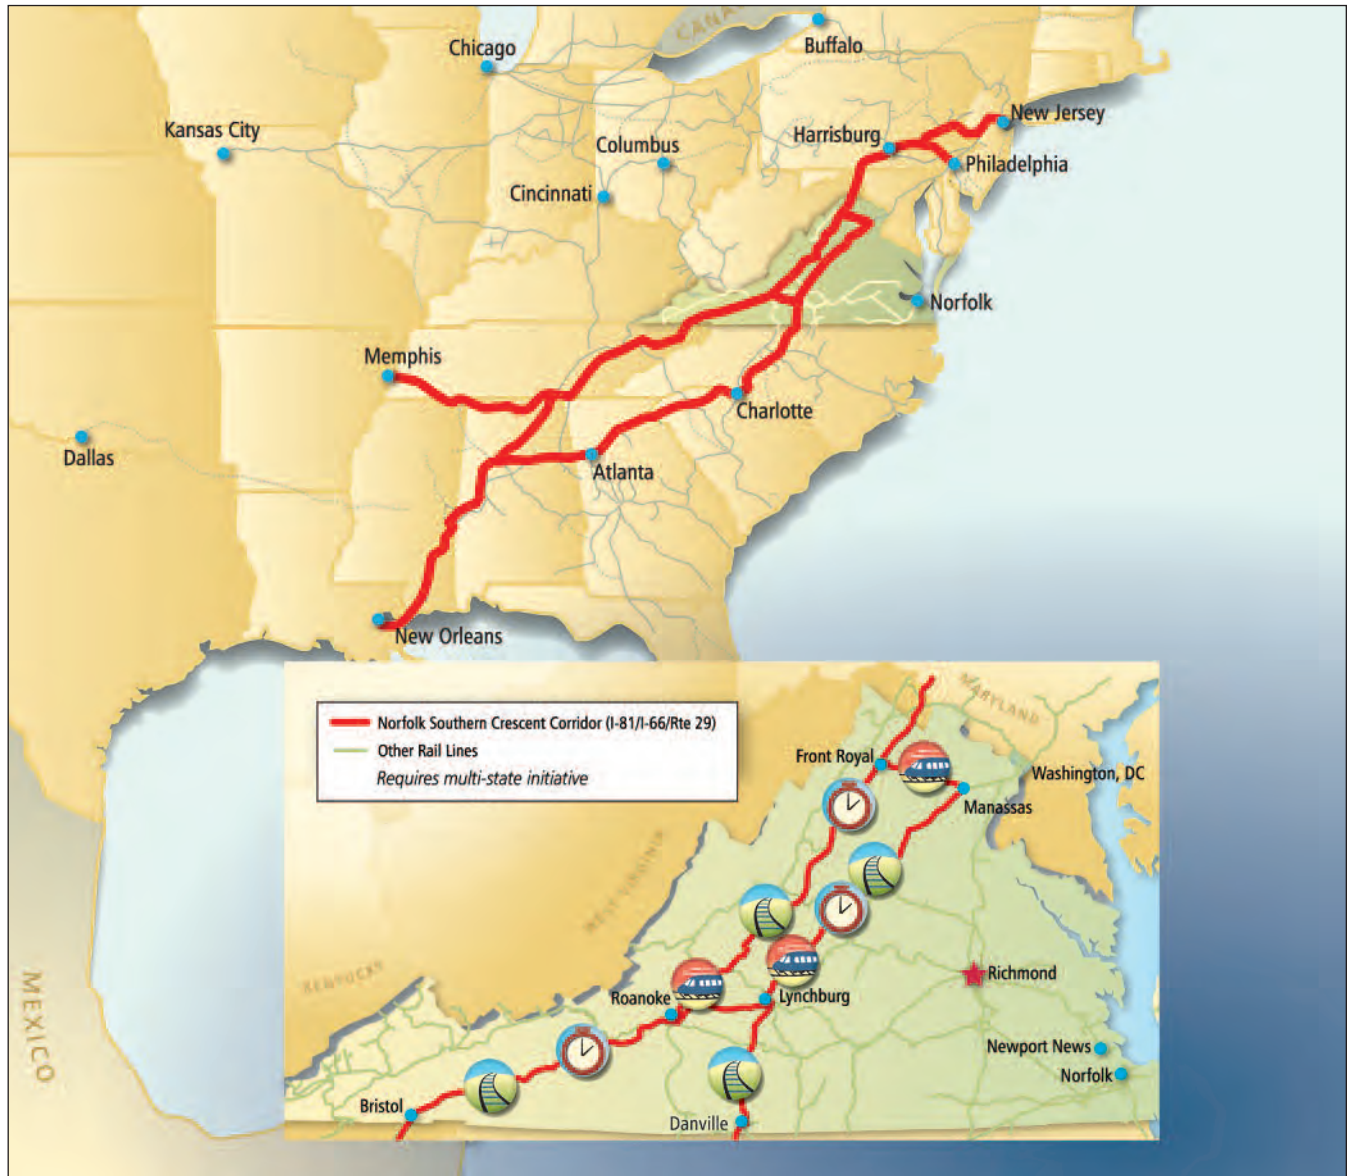 CANA
Chicago
Buffalo
Kansas City
New Jersey
Harrisburg
Columbus
Philadelphia
Cincinnati
Norfolk
Memphis
Charlotte
Dallas
Atlanta
New Orleans
MEXICO
Norfolk Southern Crescent Corridor (I-81/I-66/Rte 29)
Other Rail Lines
Requires multi-state initiative
MARYLAND
Front Royal
Washington, DC
Manassas
WEST VIRGINIA
KENTUCKY
Richmond
Roanoke
Lynchburg
Newport News
Norfolk
Bristol
Danville